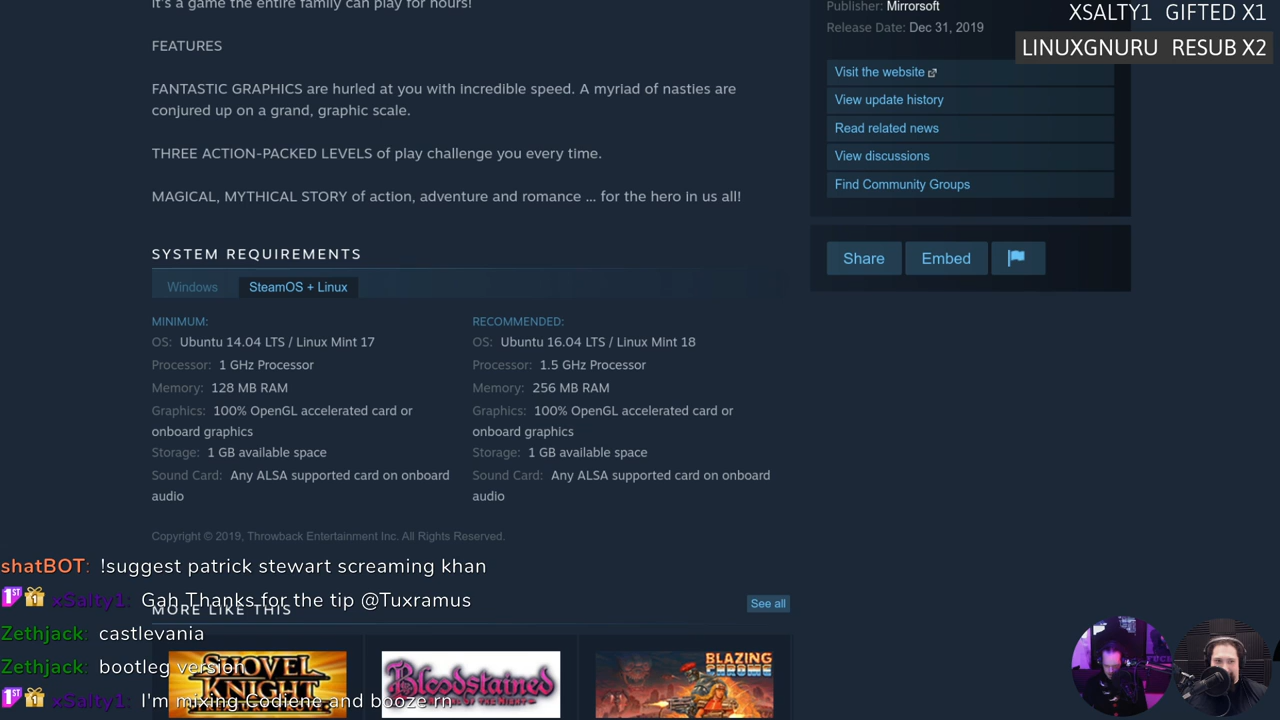 it's a game the entire family can play for hours!
FEATURES
FANTASTIC GRAPHICS are hurled at you with incredible speed. A myriad of nasties are
conjured up on a grand, graphic scale.
THREE ACTION-PACKED LEVELS of play challenge you every time.
MAGICAL, MYTHICAL STORY of action, adventure and romance ... for the hero in us all!
SYSTEM REQUIREMENTS
Windows
SteamOS + Linux
MINIMUM:
OS: Ubuntu 14.04 LTS / Linux Mint 17
Processor: 1 GHz Processor
Memory: 128 MB RAM
Graphics: 100% OpenGL accelerated card or
onboard graphics
Storage: 1 GB available space
Sound Card: Any ALSA supported card on onboard
audio
RECOMMENDED:
OS: Ubuntu 16.04 LTS / Linux Mint 18
Processor: 1.5 GHz Processor
Memory: 256 MB RAM
Graphics: 100% OpenGL accelerated card or
onboard graphics
Storage: 1 GB available space
Sound Card: Any ALSA supported card on onboard
audio
Copyright © 2019, Throwback Entertainment Inc. All Rights Reserved.
MORE LIKE THIS
See all
SHOVEL
KNIGHT
Bloodstained
BLAZING
CHROME
Publisher: Mirrorsoft
Release Date: Dec 31, 2019
Visit the website
View update history
Read related news
View discussions
Find Community Groups
Share
Embed
XSALTY1 GIFTED X1
LINUXGNURU RESUB X2
shatBOT: !suggest patrick stewart screaming khan
1ST xSalty1: Gah Thanks for the tip @Tuxramus
Zethjack: castlevania
Zethjack: bootleg version
1ST xSalty1: I'm mixing Codiene and booze rn